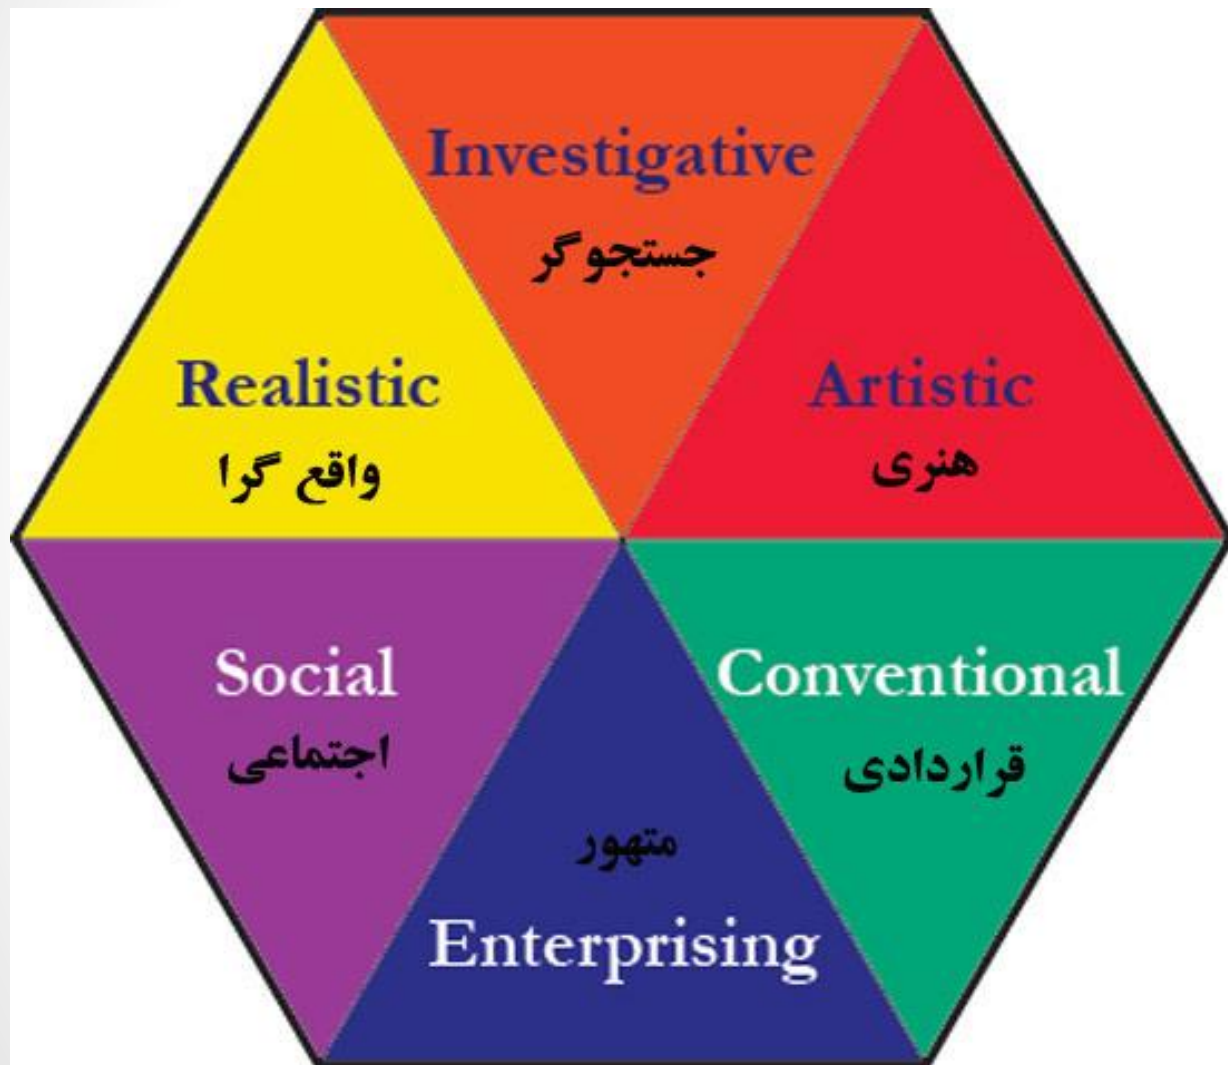 Investigative
جستجوگر
Realistic
واقع گرا
Artistic
هنری
Social
اجتماعی
Conventional
قراردادی
متهور
Enterprising